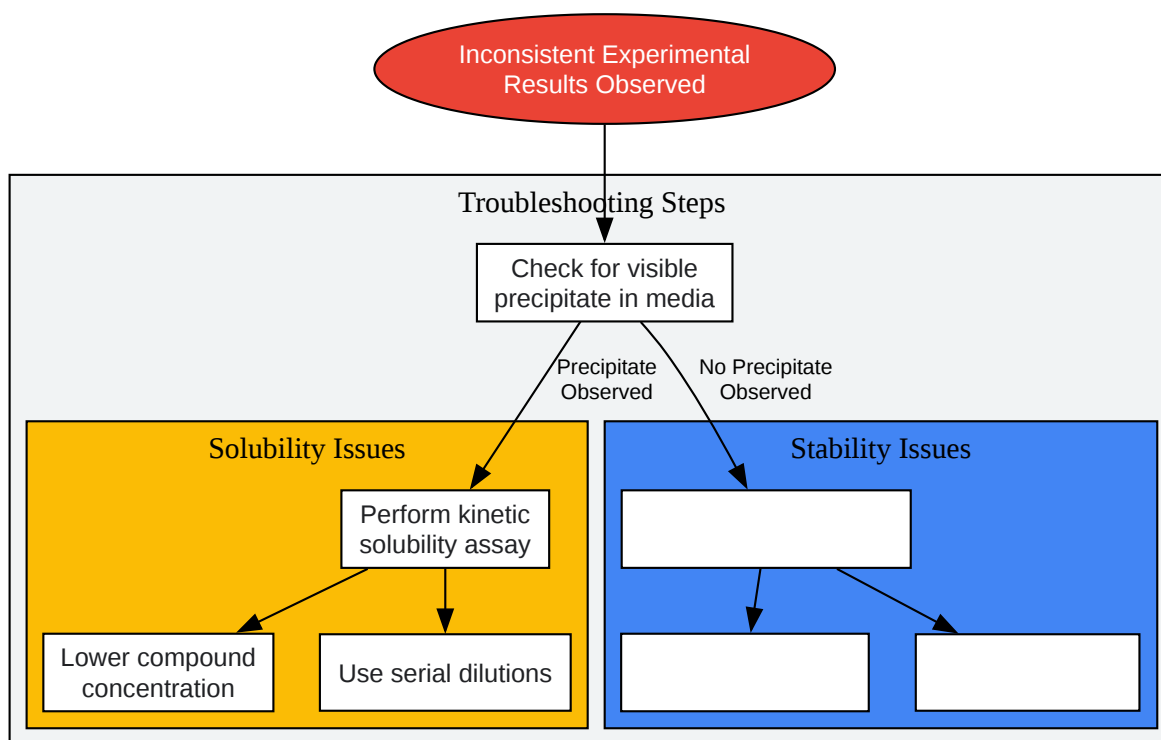 Inconsistent Experimental
Results Observed
Troubleshooting Steps
Check for visible
precipitate in media
Precipitate
Observed
No Precipitate
Observed
Solubility Issues
Stability Issues
Perform kinetic
solubility assay
Lower compound
concentration
Use serial dilutions